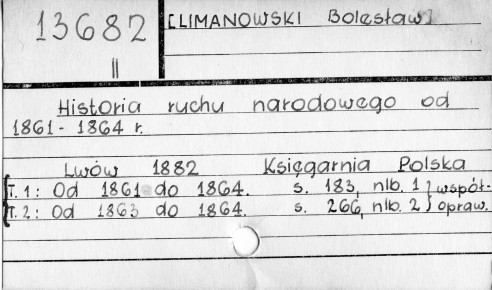 13682
II
[LIMANOWSKI Bolesław]
Historia ruchu narodowego od
1861 - 1864 r.
Lwów 1882 Księgarnia Polska
T. 1: Od 1861 do 1864. s. 183, nlb. 1 } współ-
T. 2: Od 1863 do 1864. s. 266, nlb. 2 } opraw.